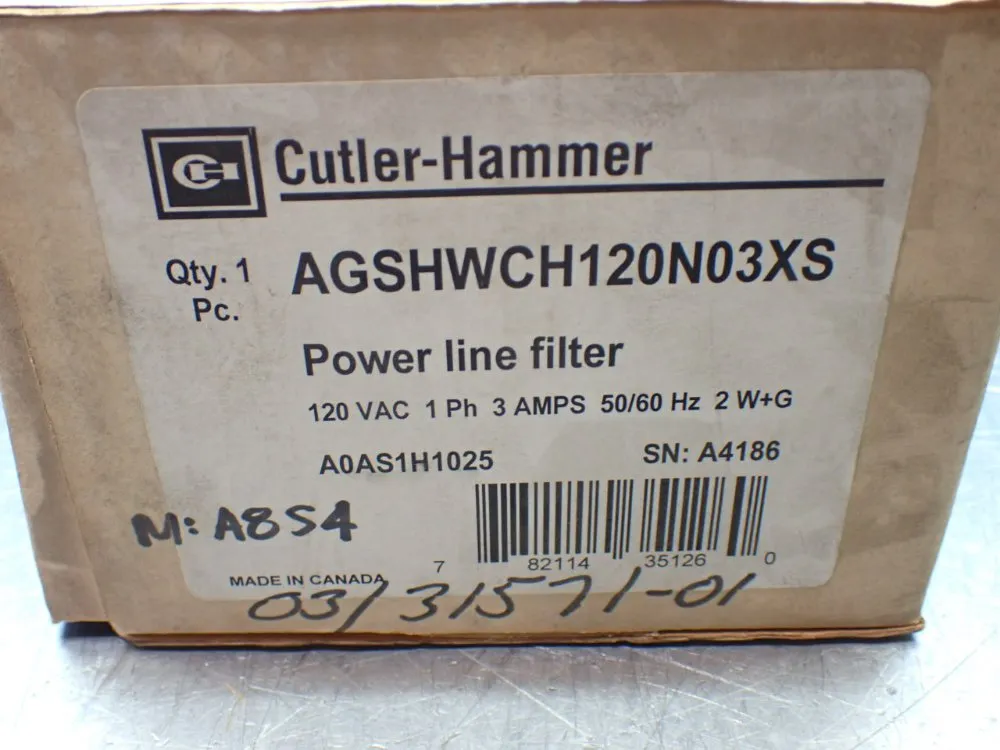 CH Cutler-Hammer
Qty. 1 Pc.
AGSHWCH120N03XS
Power line filter
120 VAC 1 Ph 3 AMPS 50/60 Hz 2 W+G
A0AS1H1025 SN: A4186
M: A854
7 82114 35126 0
MADE IN CANADA
03/31571-01